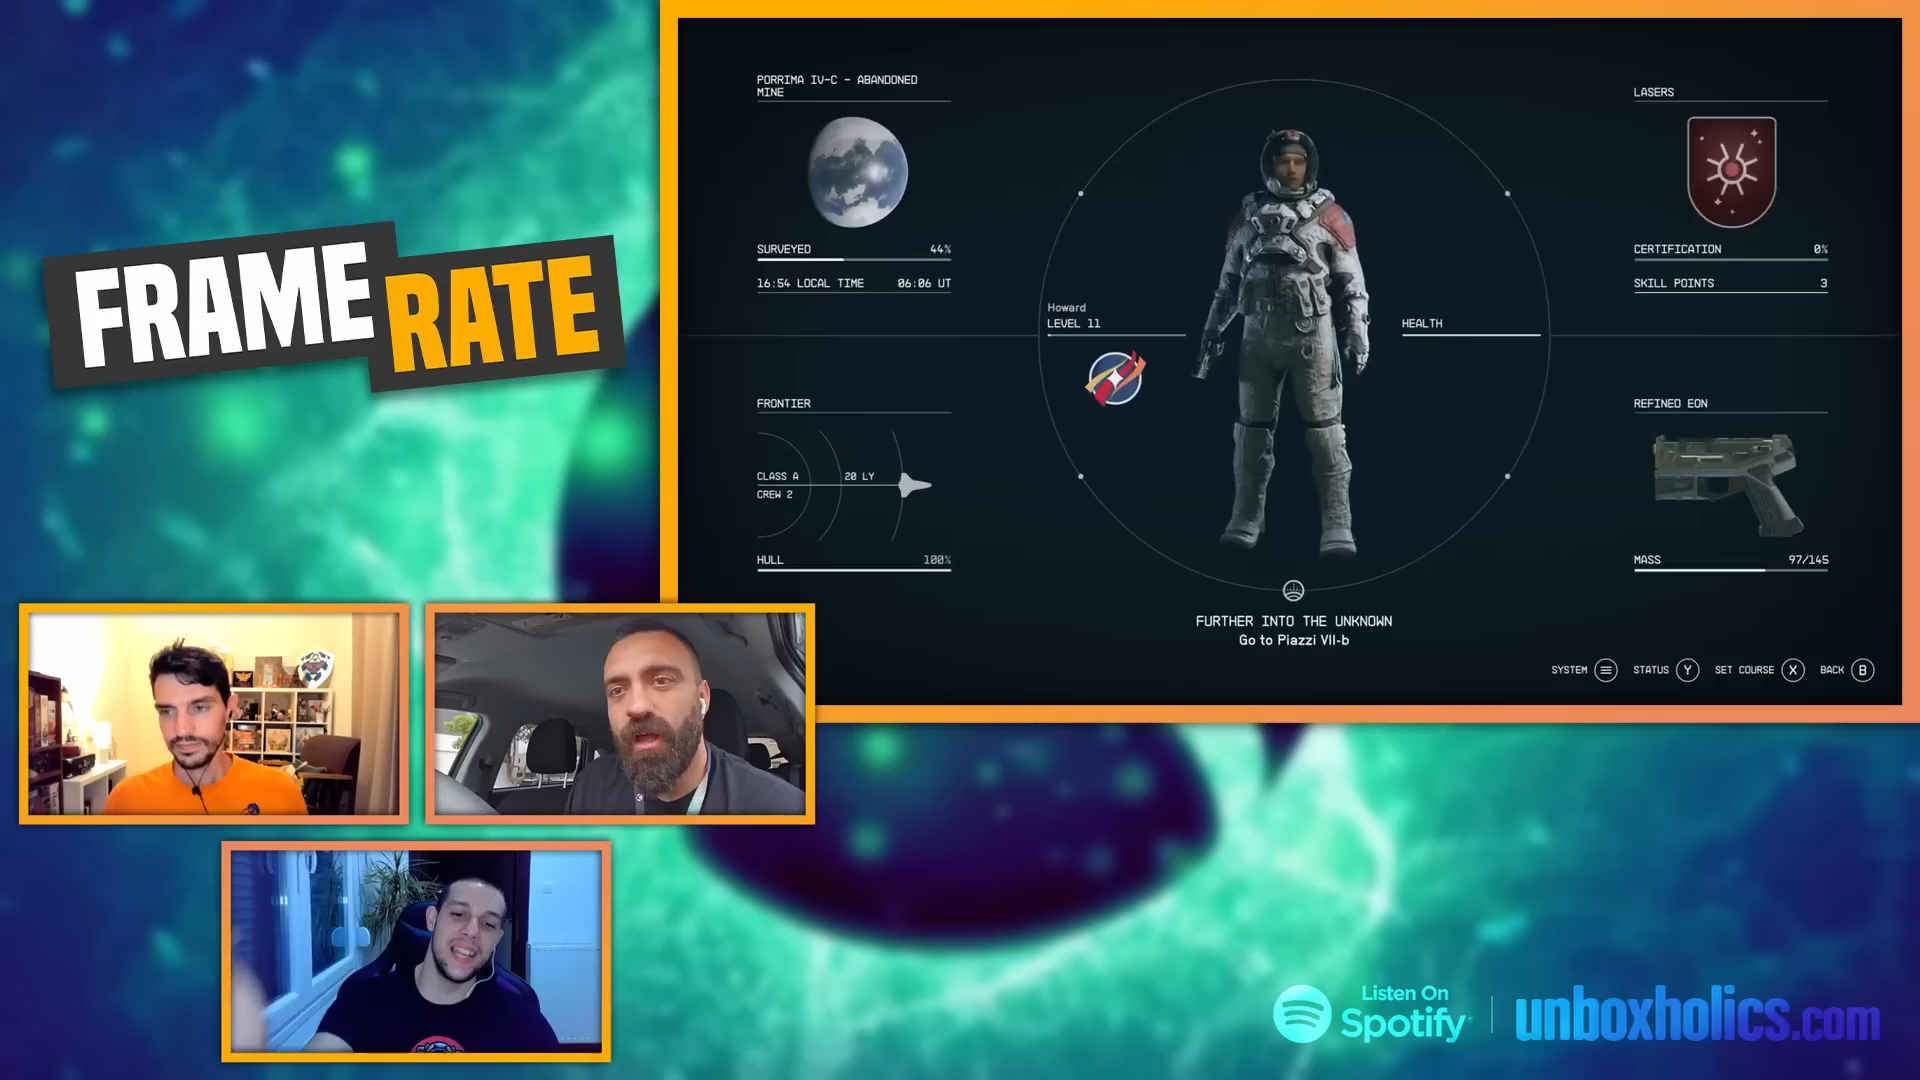 FRAME
RATE
PORRIMA IV-C - ABANDONED
MINE
SURVEYED 44%
16:54 LOCAL TIME 06:06 UT
LASERS
CERTIFICATION 0%
SKILL POINTS 3
Howard
LEVEL 11
HEALTH
FRONTIER
CLASS A 20 LY
CREW 2
HULL 100%
REFINED EON
MASS 97/145
FURTHER INTO THE UNKNOWN
Go to Piazzi VII-b
SYSTEM STATUS Y SET COURSE X BACK B
Listen On
Spotify
unboxholics.com